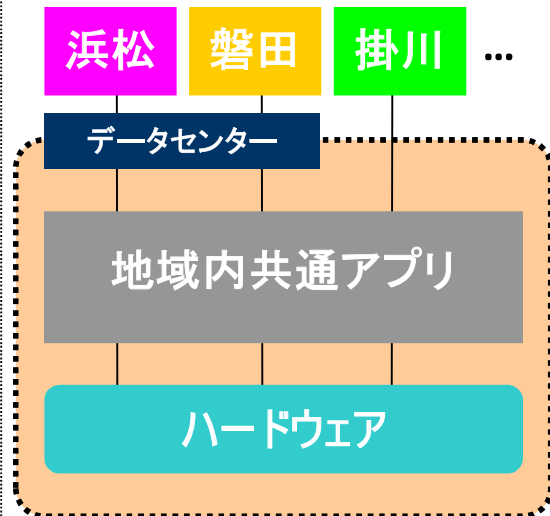 浜松 磐田 掛川 …
データセンター
地域内共通アプリ
ハードウェア